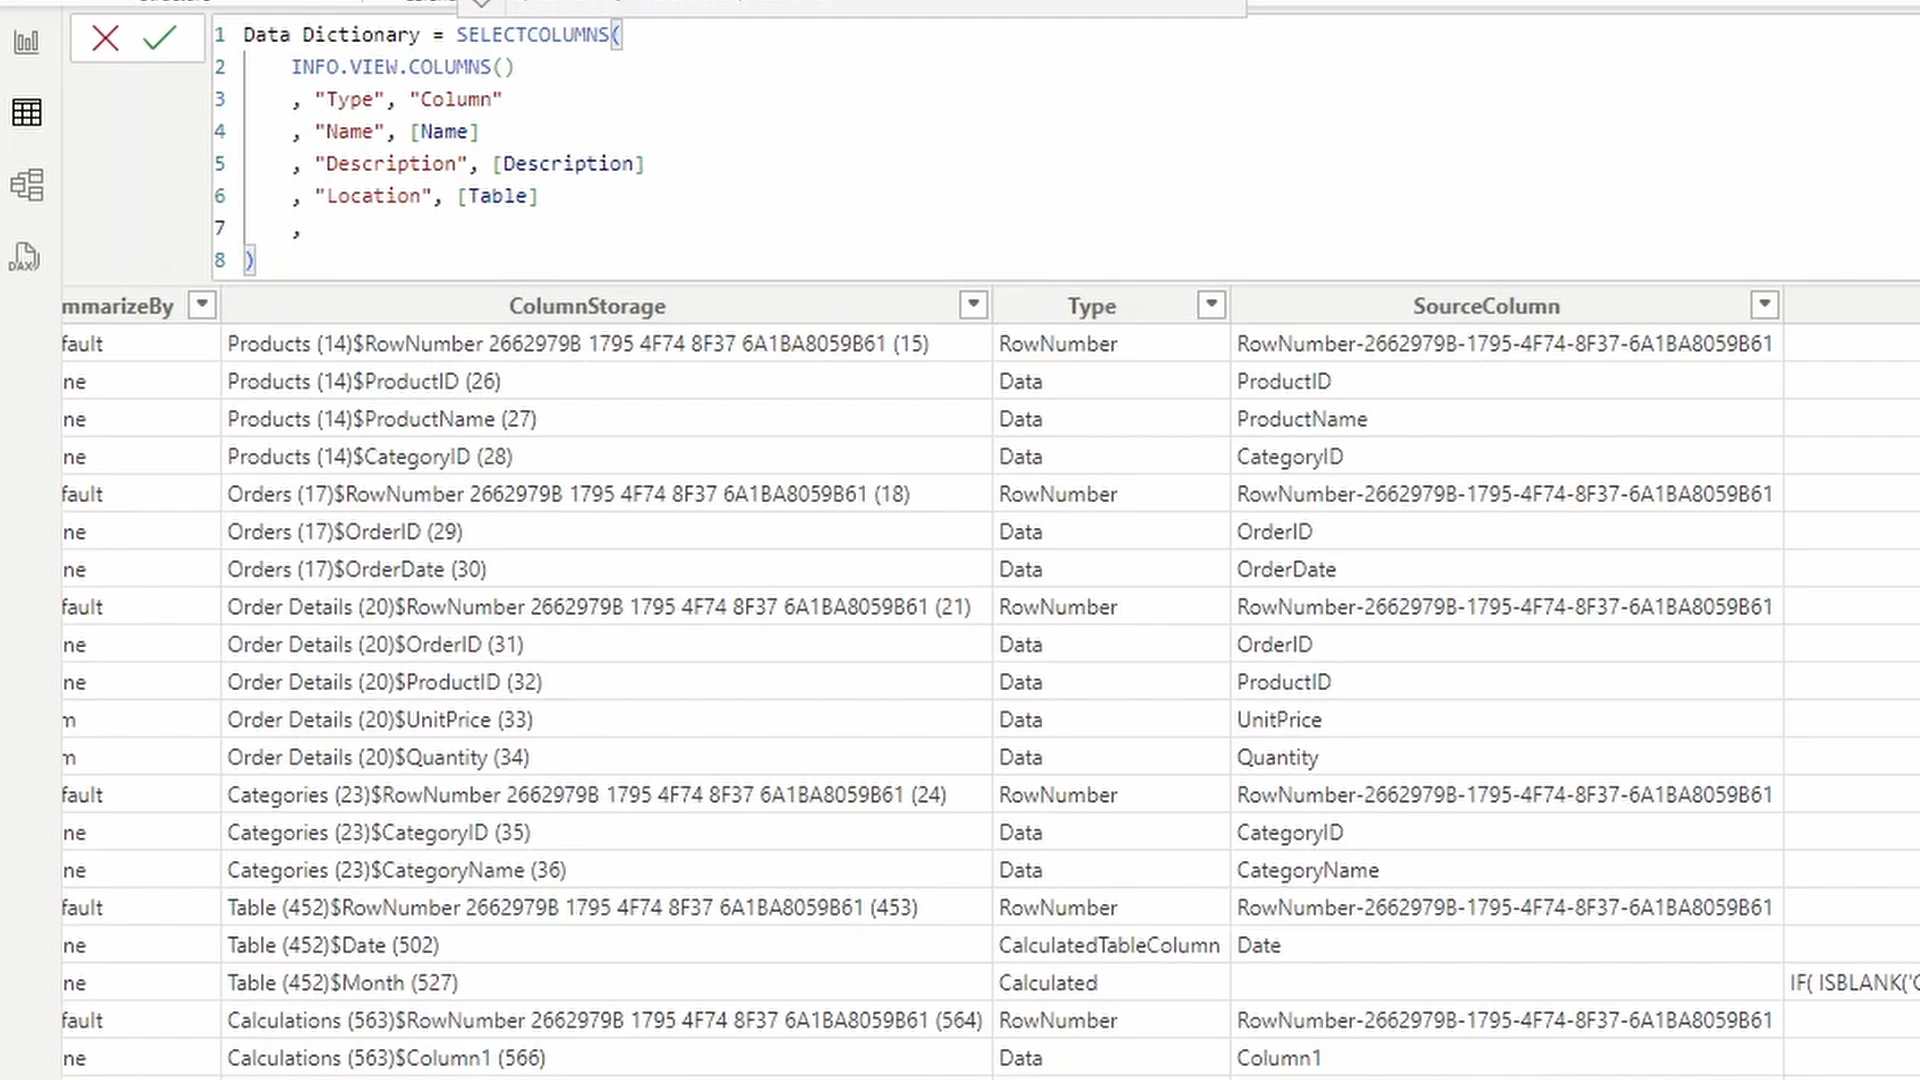 1 Data Dictionary = SELECTCOLUMNS(
2 INFO.VIEW.COLUMNS()
3 , "Type", "Column"
4 , "Name", [Name]
5 , "Description", [Description]
6 , "Location", [Table]
7 ,
8 )
DAX
mmarizeBy ColumnStorage Type SourceColumn
fault Products (14)$RowNumber 2662979B 1795 4F74 8F37 6A1BA8059B61 (15) RowNumber RowNumber-2662979B-1795-4F74-8F37-6A1BA8059B61
ne Products (14)$ProductID (26) Data ProductID
ne Products (14)$ProductName (27) Data ProductName
ne Products (14)$CategoryID (28) Data CategoryID
fault Orders (17)$RowNumber 2662979B 1795 4F74 8F37 6A1BA8059B61 (18) RowNumber RowNumber-2662979B-1795-4F74-8F37-6A1BA8059B61
ne Orders (17)$OrderID (29) Data OrderID
ne Orders (17)$OrderDate (30) Data OrderDate
fault Order Details (20)$RowNumber 2662979B 1795 4F74 8F37 6A1BA8059B61 (21) RowNumber RowNumber-2662979B-1795-4F74-8F37-6A1BA8059B61
ne Order Details (20)$OrderID (31) Data OrderID
ne Order Details (20)$ProductID (32) Data ProductID
m Order Details (20)$UnitPrice (33) Data UnitPrice
m Order Details (20)$Quantity (34) Data Quantity
fault Categories (23)$RowNumber 2662979B 1795 4F74 8F37 6A1BA8059B61 (24) RowNumber RowNumber-2662979B-1795-4F74-8F37-6A1BA8059B61
ne Categories (23)$CategoryID (35) Data CategoryID
ne Categories (23)$CategoryName (36) Data CategoryName
fault Table (452)$RowNumber 2662979B 1795 4F74 8F37 6A1BA8059B61 (453) RowNumber RowNumber-2662979B-1795-4F74-8F37-6A1BA8059B61
ne Table (452)$Date (502) CalculatedTableColumn Date
ne Table (452)$Month (527) Calculated IF( ISBLANK('
fault Calculations (563)$RowNumber 2662979B 1795 4F74 8F37 6A1BA8059B61 (564) RowNumber RowNumber-2662979B-1795-4F74-8F37-6A1BA8059B61
ne Calculations (563)$Column1 (566) Data Column1